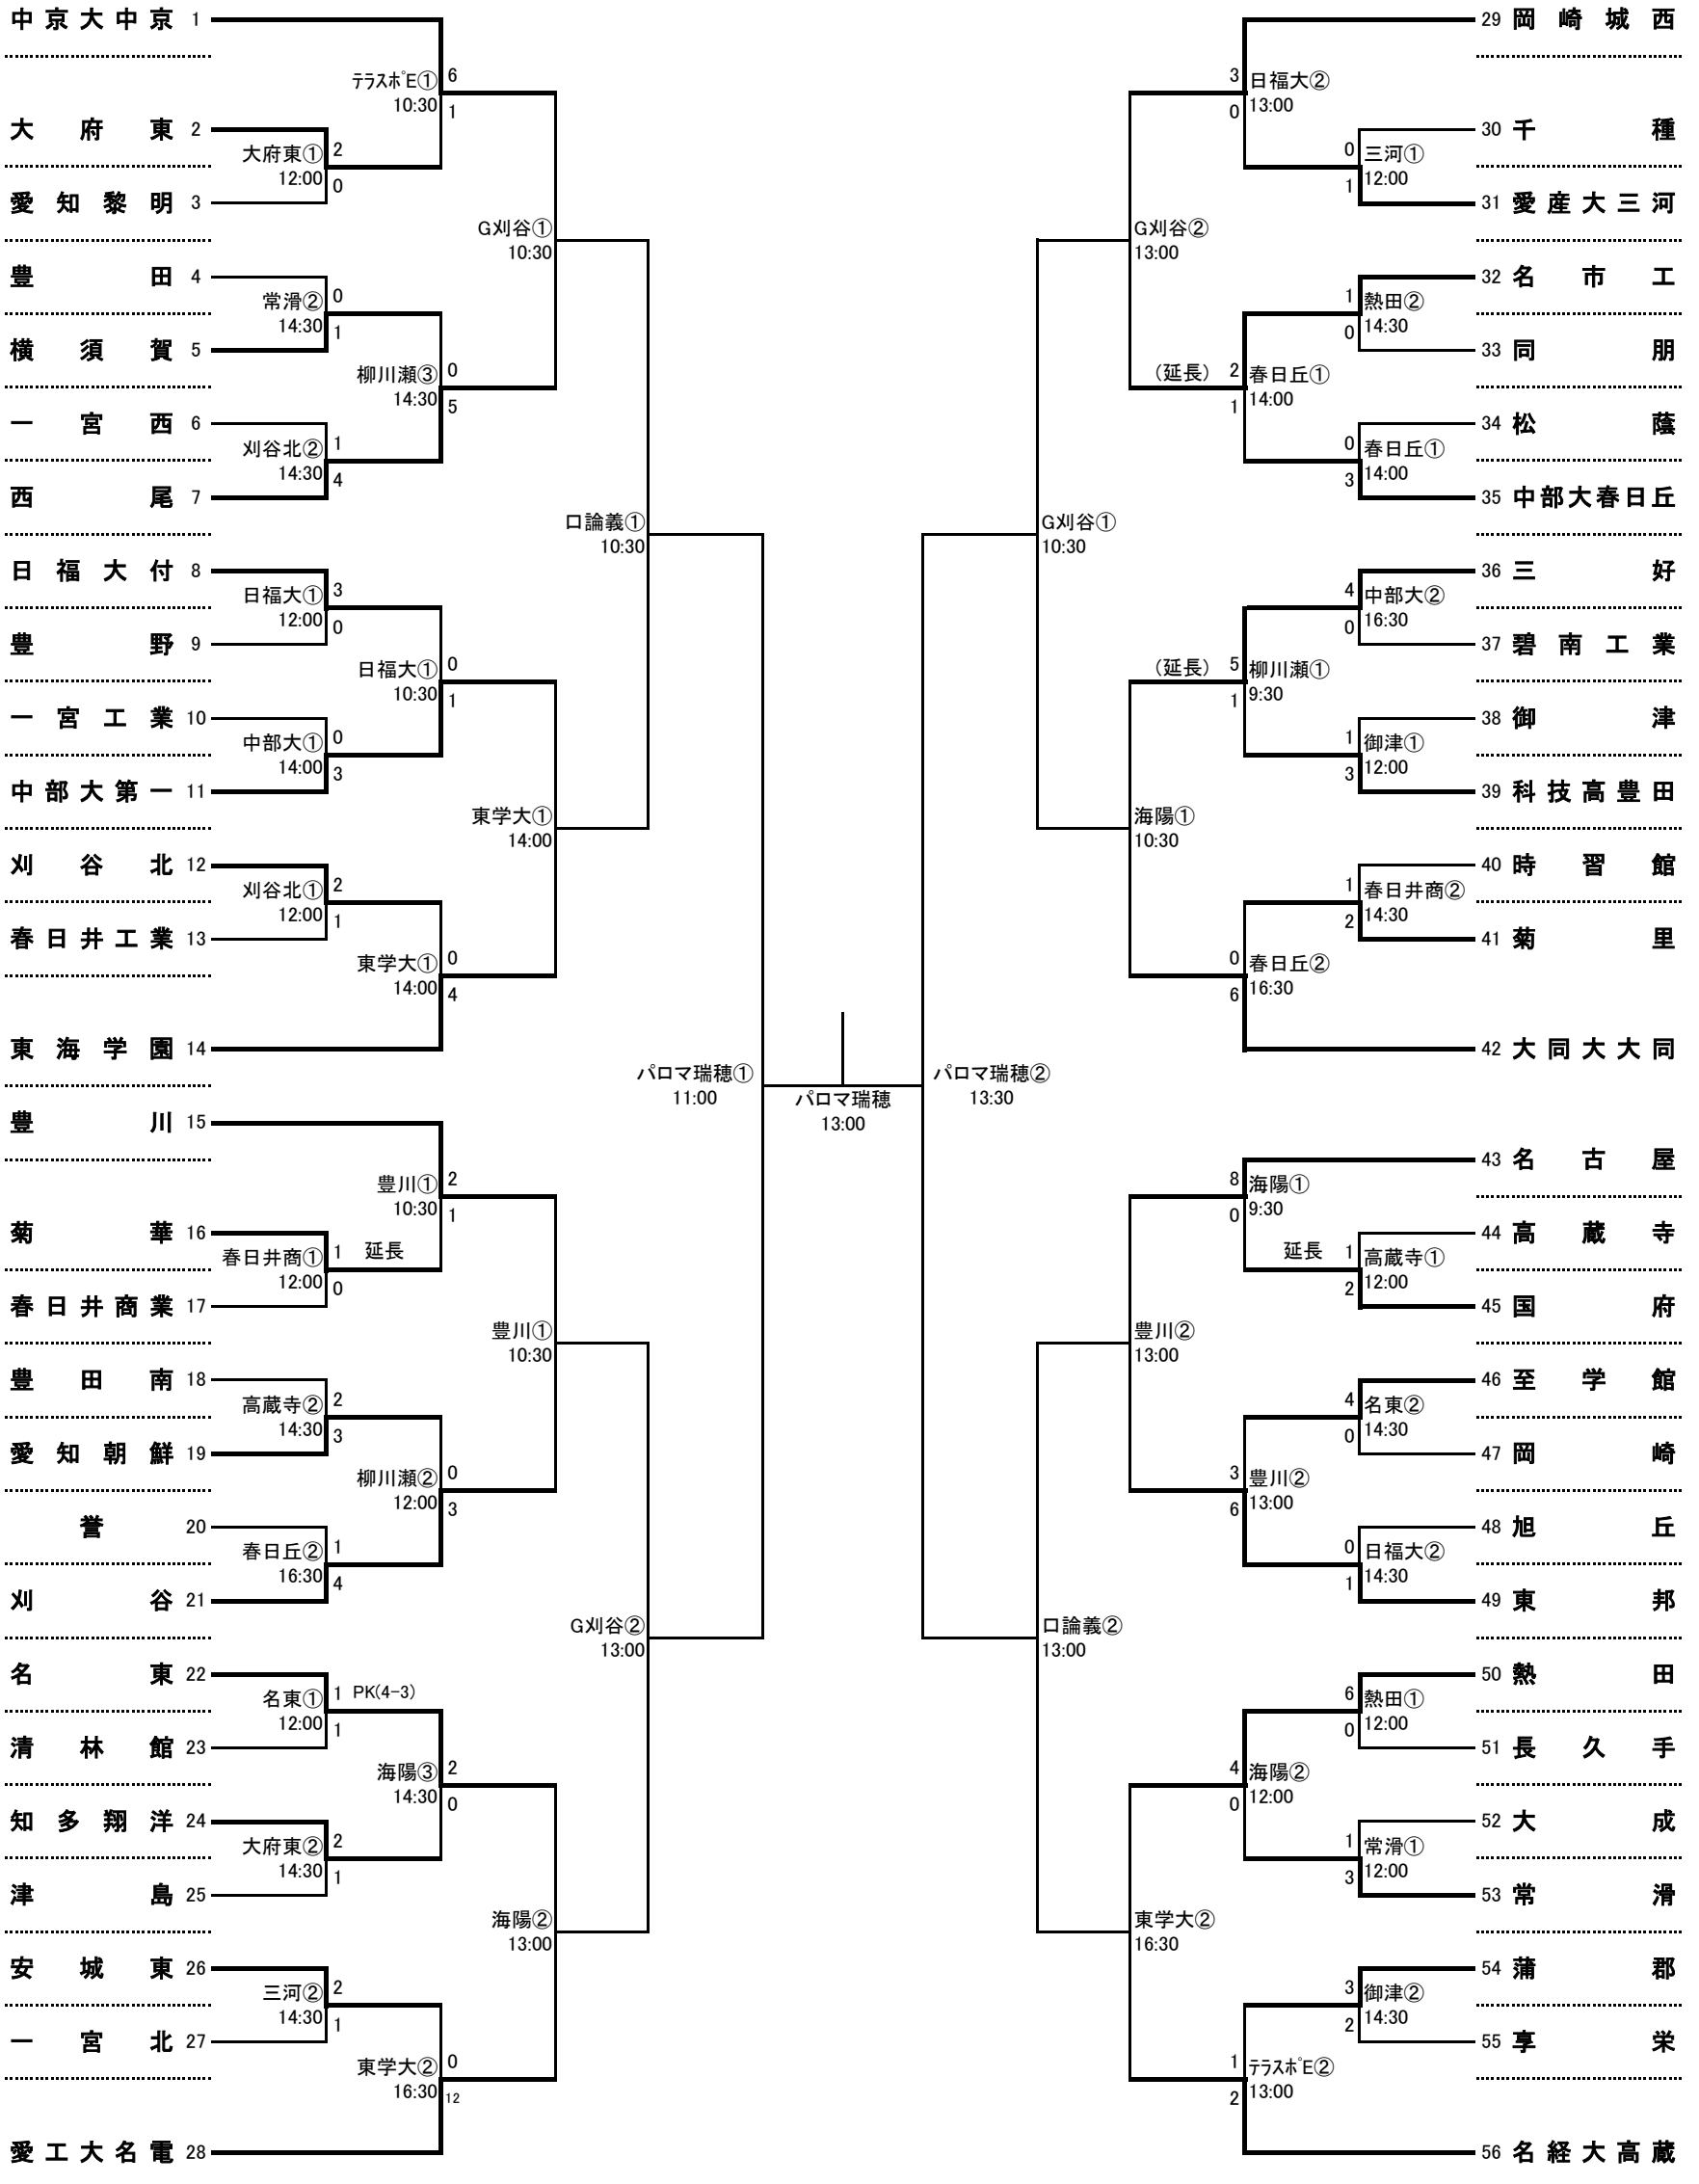 中京大中京 1
テラスポE① 6
10:30 1
大府東 2
大府東① 2
12:00 0
愛知黎明 3
G刈谷①
10:30
豊田 4
常滑② 0
14:30 1
横須賀 5
柳川瀬③ 0
14:30 5
一宮西 6
刈谷北② 1
14:30 4
西尾 7
口論義①
10:30
日福大付 8
日福大① 3
12:00 0
豊野 9
日福大① 0
10:30 1
一宮工業 10
中部大① 0
14:00 3
中部大第一 11
東学大①
14:00
刈谷北 12
刈谷北① 2
12:00 1
春日井工業 13
東学大① 0
14:00 4
東海学園 14
パロマ瑞穂①
11:00
豊川 15
豊川① 2
10:30 1
菊華 16
春日井商① 1 延長
12:00 0
春日井商業 17
豊川①
10:30
豊田南 18
高蔵寺② 2
14:30 3
愛知朝鮮 19
柳川瀬② 0
12:00 3
誉 20
春日丘② 1
16:30 4
刈谷 21
G刈谷②
13:00
名東 22
名東① 1 PK(4-3)
12:00 1
清林館 23
海陽③ 2
14:30 0
知多翔洋 24
大府東② 2
14:30 1
津島 25
海陽②
13:00
安城東 26
三河② 2
14:30 1
一宮北 27
東学大② 0
16:30 12
愛工大名電 28
パロマ瑞穂
13:00
29 岡崎城西
3 日福大②
0 13:00
30 千種
0 三河①
1 12:00
31 愛産大三河
G刈谷②
13:00
32 名市工
1 熱田②
0 14:30
33 同朋
(延長) 2 春日丘①
1 14:00
34 松蔭
0 春日丘①
3 14:00
35 中部大春日丘
G刈谷①
10:30
36 三好
4 中部大②
0 16:30
37 碧南工業
(延長) 5 柳川瀬①
1 9:30
38 御津
1 御津①
3 12:00
39 科技高豊田
海陽①
10:30
40 時習館
1 春日井商②
2 14:30
41 菊里
0 春日丘②
6 16:30
42 大同大大同
パロマ瑞穂②
13:30
43 名古屋
8 海陽①
0 9:30
44 高蔵寺
延長 1 高蔵寺①
2 12:00
45 国府
豊川②
13:00
46 至学館
4 名東②
0 14:30
47 岡崎
3 豊川②
6 13:00
48 旭丘
0 日福大②
1 14:30
49 東邦
口論義②
13:00
50 熱田
6 熱田①
0 12:00
51 長久手
4 海陽②
0 12:00
52 大成
1 常滑①
3 12:00
53 常滑
東学大②
16:30
54 蒲郡
3 御津②
2 14:30
55 享栄
1 テラスポE②
2 13:00
56 名経大高蔵